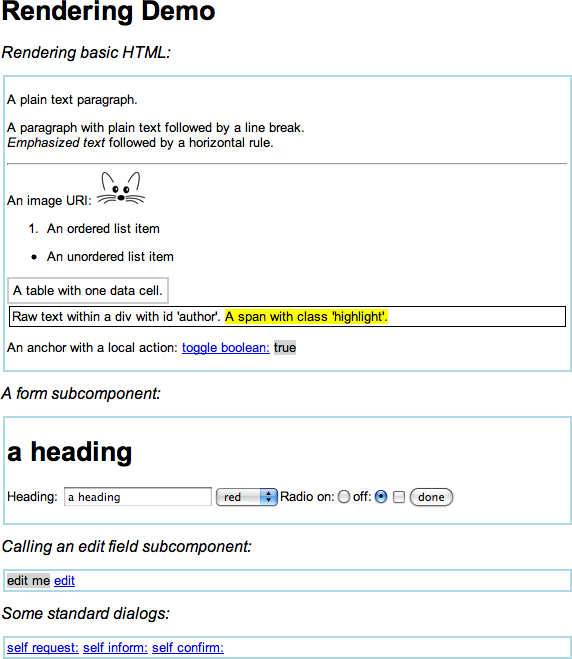 Rendering Demo
Rendering basic HTML:
A plain text paragraph.
A paragraph with plain text followed by a line break.
Emphasized text followed by a horizontal rule.
An image URI:
1. An ordered list item
• An unordered list item
A table with one data cell.
Raw text within a div with id 'author'. A span with class 'highlight'.
An anchor with a local action: toggle boolean: true
A form subcomponent:
a heading
Heading: a heading red Radio on: off: done
Calling an edit field subcomponent:
edit me edit
Some standard dialogs:
self request: self inform: self confirm: